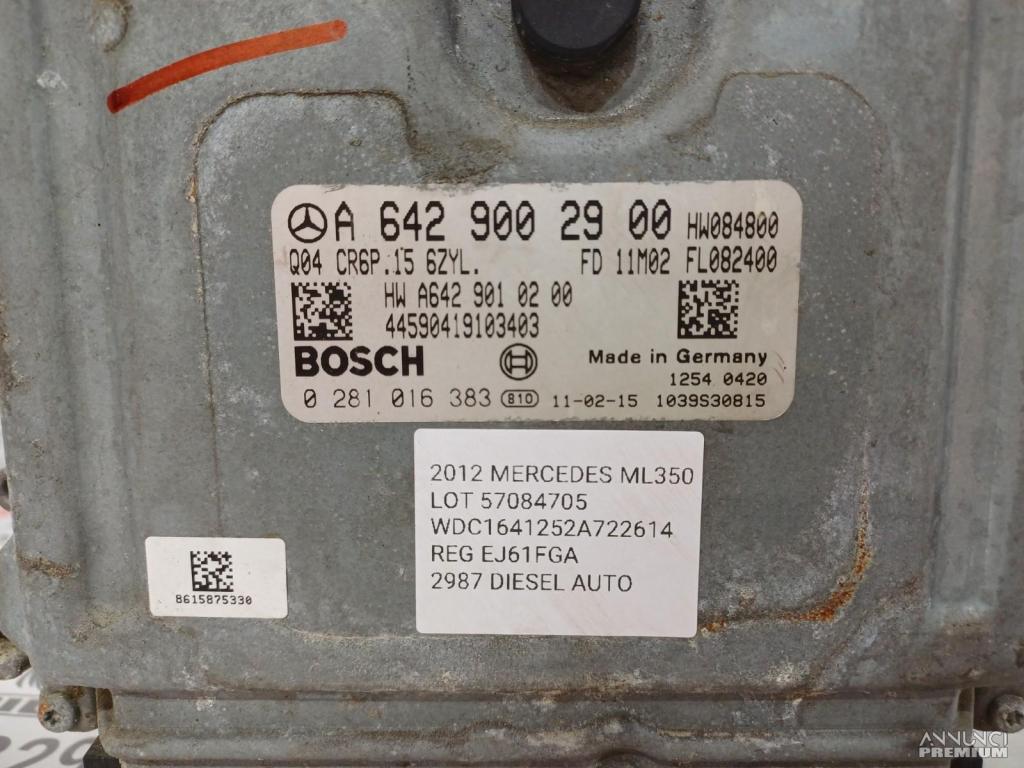 A 642 900 29 00 HW084800
Q04 CR6P.15 6ZYL. FD 11M02 FL082400
HW A642 901 02 00
44590419103403
BOSCH
Made in Germany
1254 0420
0 281 016 383 810 11-02-15 1039S30815
2012 MERCEDES ML350
LOT 57084705
WDC1641252A722614
REG EJ61FGA
2987 DIESEL AUTO
8615875330
ANNUNCI
PREMIUM